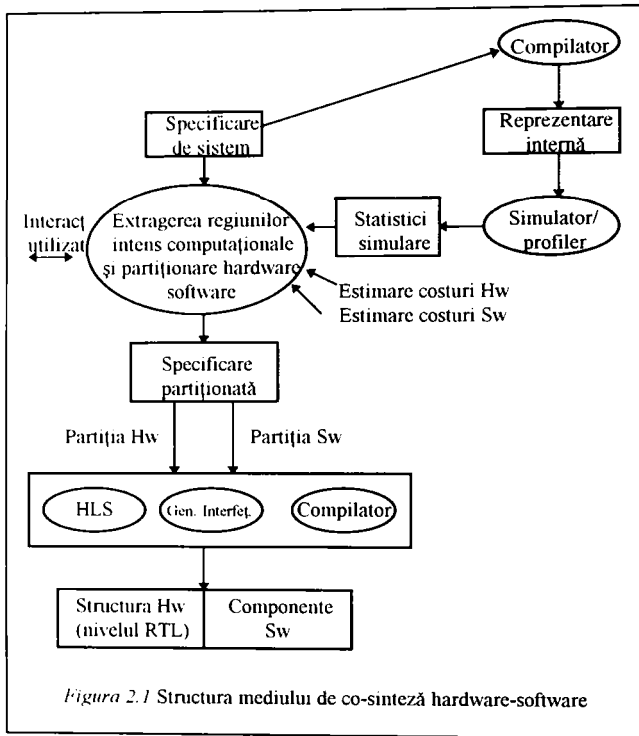 Compilator
Specificare
de sistem
Reprezentare
internă
Interacț
utilizat
Extragerea regiunilor
intens computaționale
și partiționare hardware
software
Statistici
simulare
Simulator/
profiler
Estimare costuri Hw
Estimare costuri Sw
Specificare
partiționată
Partiția Hw
Partiția Sw
HLS
Gen. Interfeț.
Compilator
Structura Hw
(nivelul RTL)
Componente
Sw
Figura 2.1 Structura mediului de co-sinteză hardware-software